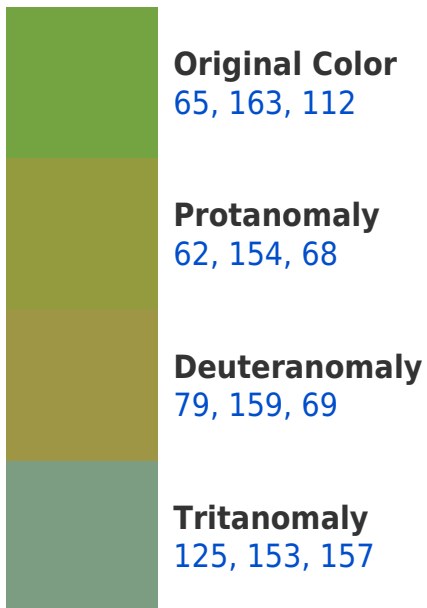 Original Color
65, 163, 112
Protanomaly
62, 154, 68
Deuteranomaly
79, 159, 69
Tritanomaly
125, 153, 157